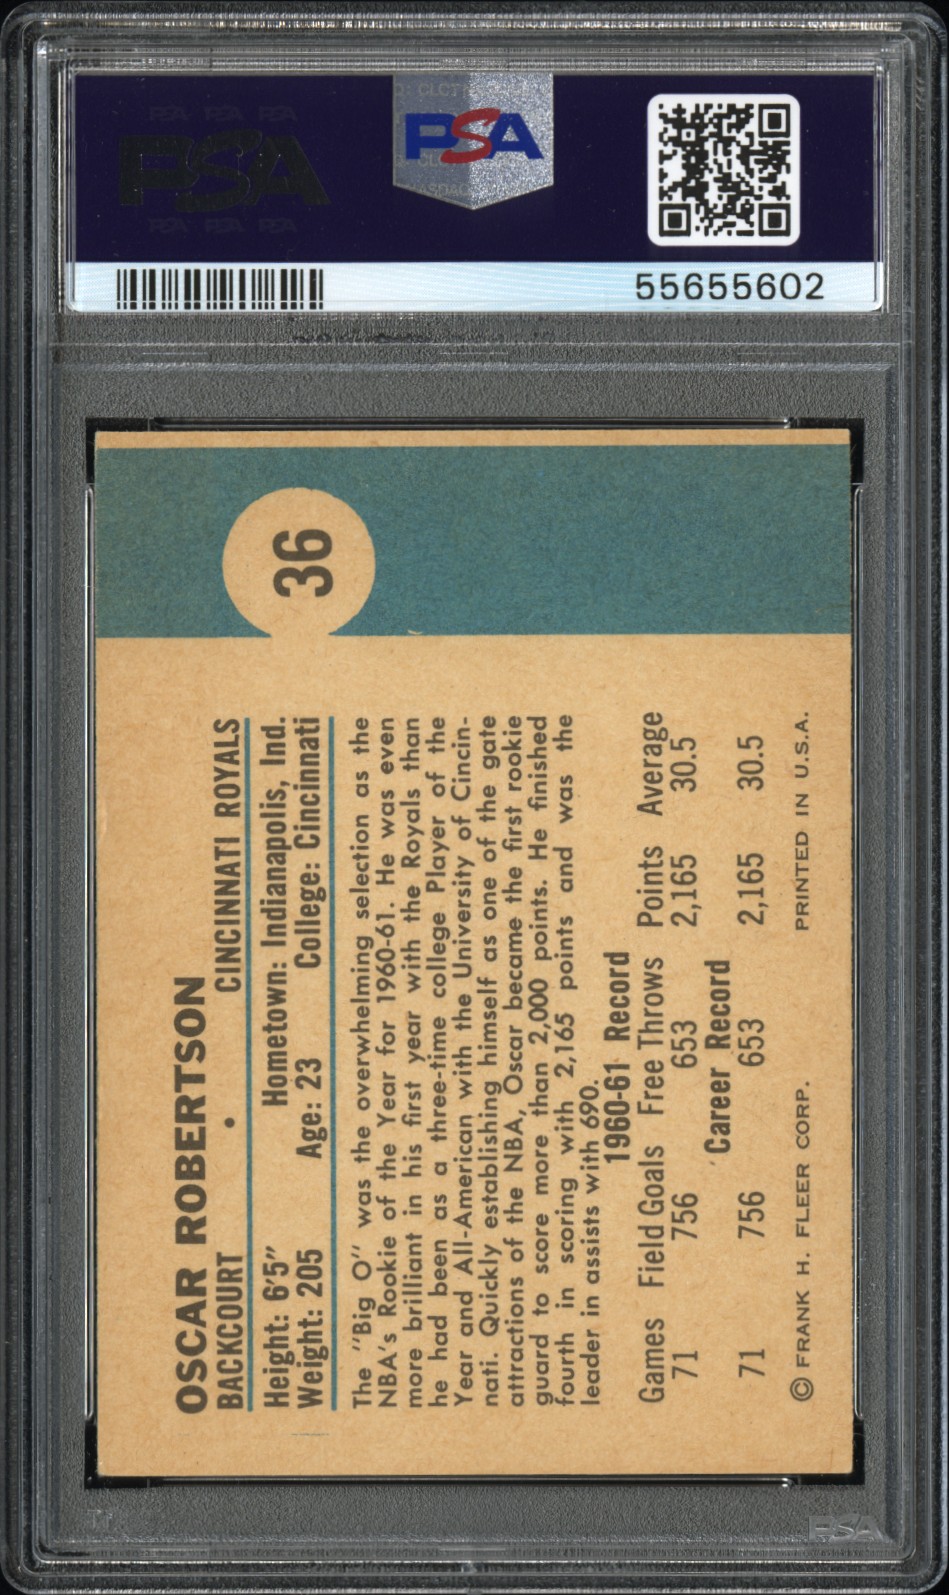 PSA PSA PSA
PSA
PSA PSA PSA
PSA
55655602
36
OSCAR ROBERTSON
BACKCOURT • CINCINNATI ROYALS
Height: 6'5" Hometown: Indianapolis, Ind.
Weight: 205 Age: 23 College: Cincinnati
The "Big O" was the overwhelming selection as the
NBA's Rookie of the Year for 1960-61. He was even
more brilliant in his first year with the Royals than
he had been as a three-time college Player of the
Year and All-American with the University of Cincin-
nati. Quickly establishing himself as one of the gate
attractions of the NBA, Oscar became the first rookie
guard to score more than 2,000 points. He finished
fourth in scoring with 2,165 points and was the
leader in assists with 690.
1960-61 Record
Games Field Goals Free Throws Points Average
71 756 653 2,165 30.5
Career Record
71 756 653 2,165 30.5
© FRANK H. FLEER CORP. PRINTED IN U.S.A.
PSA